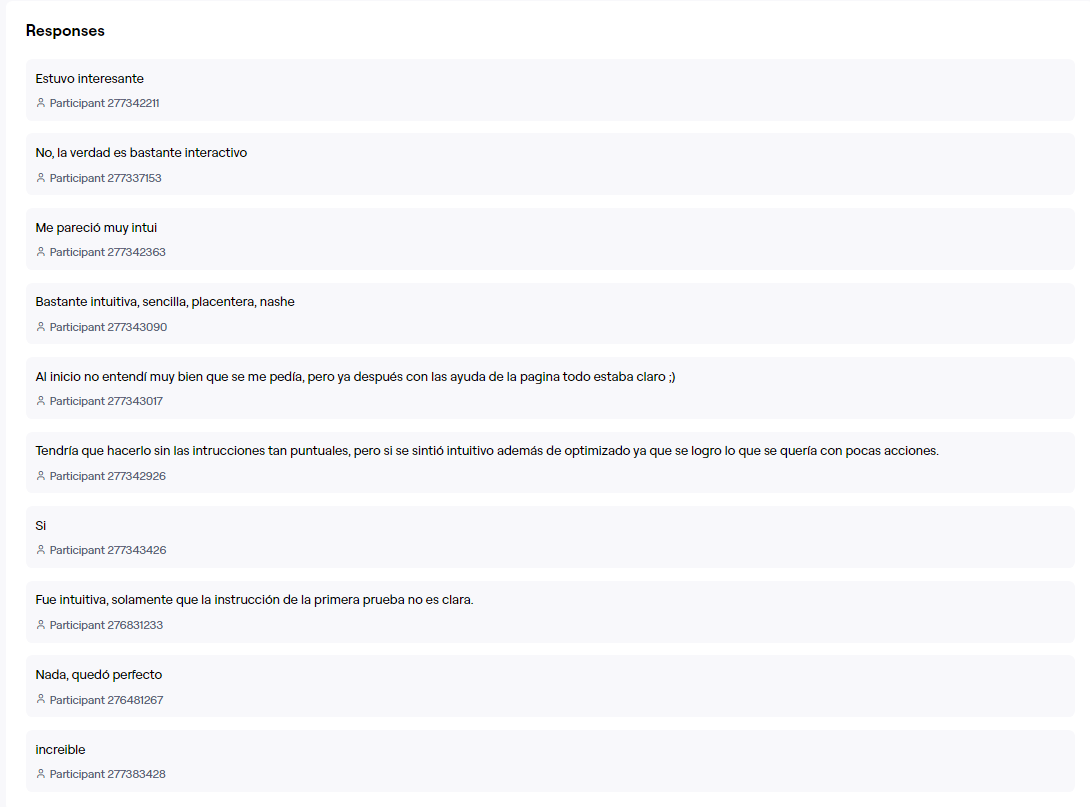 Responses
Estuvo interesante
Participant 277342211
No, la verdad es bastante interactivo
Participant 277337153
Me pareció muy intui
Participant 277342363
Bastante intuitiva, sencilla, placentera, nashe
Participant 277343090
Al inicio no entendí muy bien que se me pedía, pero ya después con las ayuda de la pagina todo estaba claro ;)
Participant 277343017
Tendría que hacerlo sin las intrucciones tan puntuales, pero si se sintió intuitivo además de optimizado ya que se logro lo que se quería con pocas acciones.
Participant 277342926
Si
Participant 277343426
Fue intuitiva, solamente que la instrucción de la primera prueba no es clara.
Participant 276831233
Nada, quedó perfecto
Participant 276481267
increible
Participant 277383428